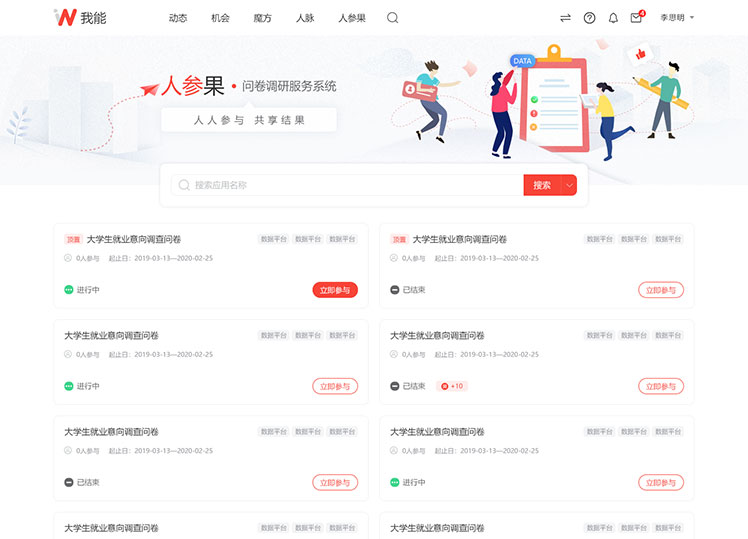 W 我能 动态 机会 魔方 人脉 人参果 4 李思明
人参果 • 问卷调研服务系统
人人参与 共享结果
DATA
搜索应用名称 搜索
顶置 大学生就业意向调查问卷 数据平台 数据平台 数据平台
0人参与 起止日：2019-03-13—2020-02-25
进行中 立即参与
顶置 大学生就业意向调查问卷 数据平台 数据平台 数据平台
0人参与 起止日：2019-03-13—2020-02-25
已结束 立即参与
大学生就业意向调查问卷 数据平台 数据平台 数据平台
0人参与 起止日：2019-03-13—2020-02-25
进行中 立即参与
大学生就业意向调查问卷 数据平台 数据平台 数据平台
0人参与 起止日：2019-03-13—2020-02-25
已结束 +10 立即参与
大学生就业意向调查问卷 数据平台 数据平台 数据平台
0人参与 起止日：2019-03-13—2020-02-25
已结束 立即参与
大学生就业意向调查问卷 数据平台 数据平台 数据平台
0人参与 起止日：2019-03-13—2020-02-25
进行中 立即参与
大学生就业意向调查问卷 数据平台 数据平台 数据平台
大学生就业意向调查问卷 数据平台 数据平台 数据平台